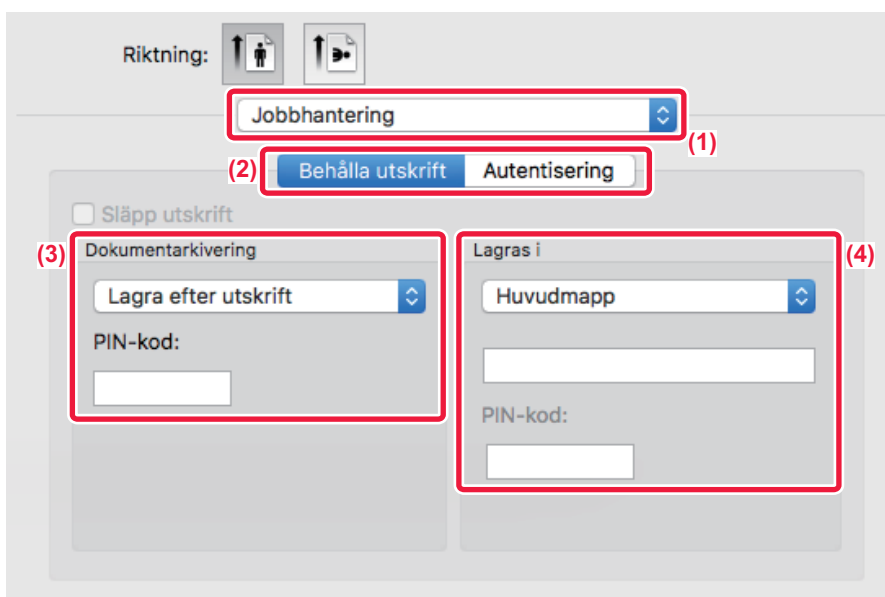 Riktning:
Jobbhantering
(1)
(2) Behålla utskrift Autentisering
Släpp utskrift
(3) Dokumentarkivering
Lagra efter utskrift
PIN-kod:
Lagras i (4)
Huvudmapp
PIN-kod: